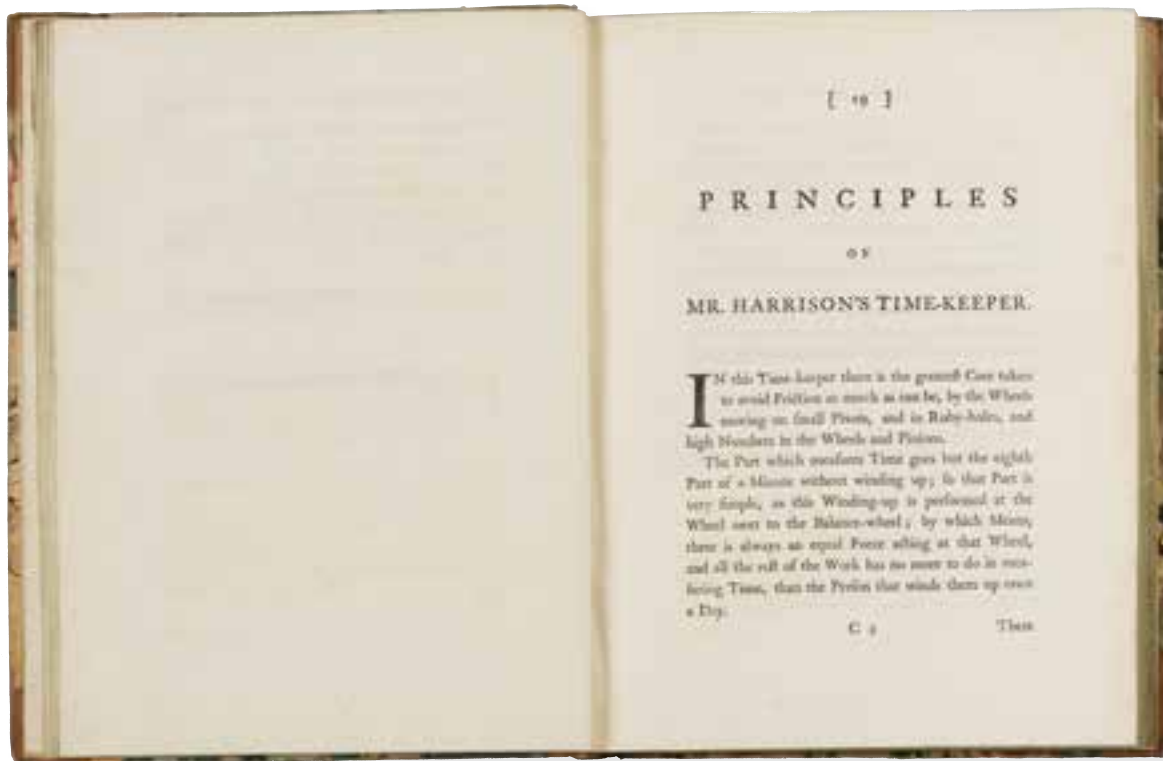 [ 19 ]
PRINCIPLES
OF
MR. HARRISON'S TIME-KEEPER.
IN this Time-keeper there is the greateſt Care taken
to avoid Friction as much as can be, by the Wheels
moving on ſmall Pivots, and in Ruby-holes, and
high Numbers in the Wheels and Pinions.
The Part which meaſures Time goes but the eighth
Part of a Minute without winding up; ſo that Part is
very ſimple, as this Winding-up is performed at the
Wheel next to the Balance-wheel; by which Means,
there is always an equal Force acting at that Wheel,
and all the reſt of the Work has no more to do in mea-
ſuring Time, than the Perſon that winds them up once
a Day.
C 2 There